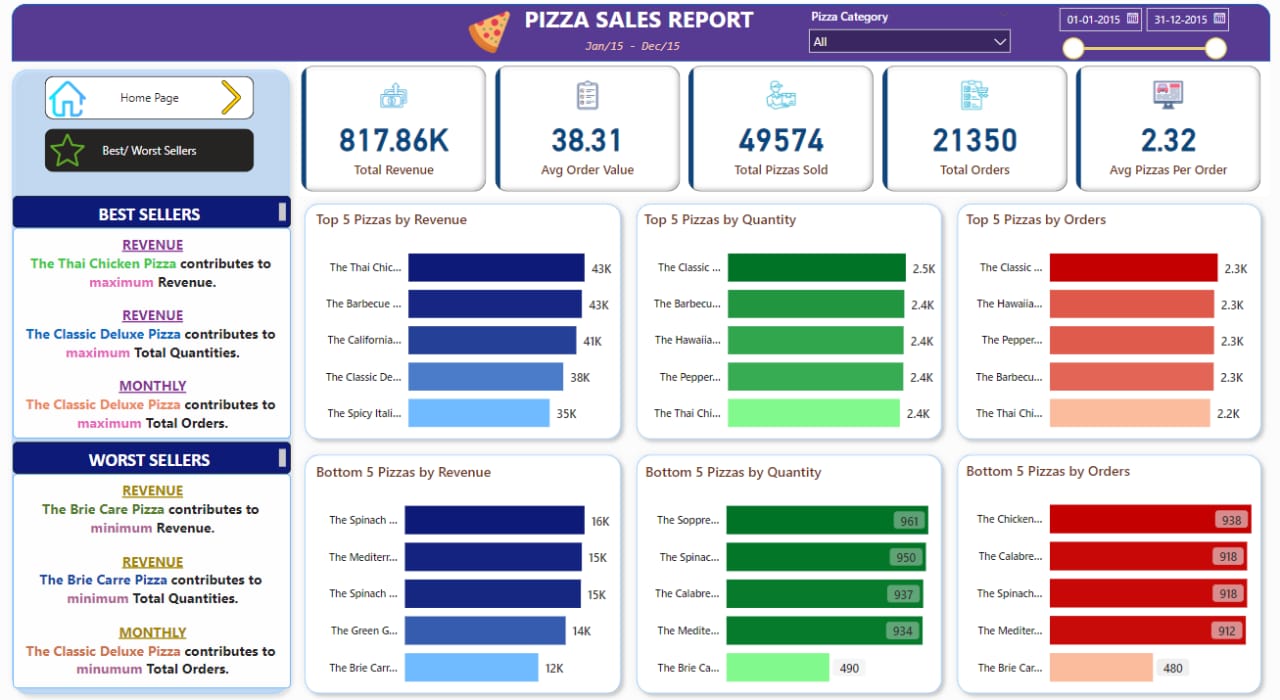 PIZZA SALES REPORT
Jan/15 - Dec/15
Pizza Category
All
01-01-2015
31-12-2015
Home Page
Best/ Worst Sellers
817.86K
Total Revenue
38.31
Avg Order Value
49574
Total Pizzas Sold
21350
Total Orders
2.32
Avg Pizzas Per Order
BEST SELLERS
REVENUE
The Thai Chicken Pizza contributes to
maximum Revenue.
REVENUE
The Classic Deluxe Pizza contributes to
maximum Total Quantities.
MONTHLY
The Classic Deluxe Pizza contributes to
maximum Total Orders.
WORST SELLERS
REVENUE
The Brie Care Pizza contributes to
minimum Revenue.
REVENUE
The Brie Carre Pizza contributes to
minimum Total Quantities.
MONTHLY
The Classic Deluxe Pizza contributes to
minumum Total Orders.
Top 5 Pizzas by Revenue
The Thai Chic... 43K
The Barbecue ... 43K
The California... 41K
The Classic De... 38K
The Spicy Itali... 35K
Top 5 Pizzas by Quantity
The Classic ... 2.5K
The Barbecu... 2.4K
The Hawaiia... 2.4K
The Pepper... 2.4K
The Thai Chi... 2.4K
Top 5 Pizzas by Orders
The Classic ... 2.3K
The Hawaiia... 2.3K
The Pepper... 2.3K
The Barbecu... 2.3K
The Thai Chi... 2.2K
Bottom 5 Pizzas by Revenue
The Spinach ... 16K
The Mediterr... 15K
The Spinach ... 15K
The Green G... 14K
The Brie Carr... 12K
Bottom 5 Pizzas by Quantity
The Soppre... 961
The Spinac... 950
The Calabre... 937
The Medite... 934
The Brie Ca... 490
Bottom 5 Pizzas by Orders
The Chicken... 938
The Calabre... 918
The Spinach... 918
The Mediter... 912
The Brie Car... 480